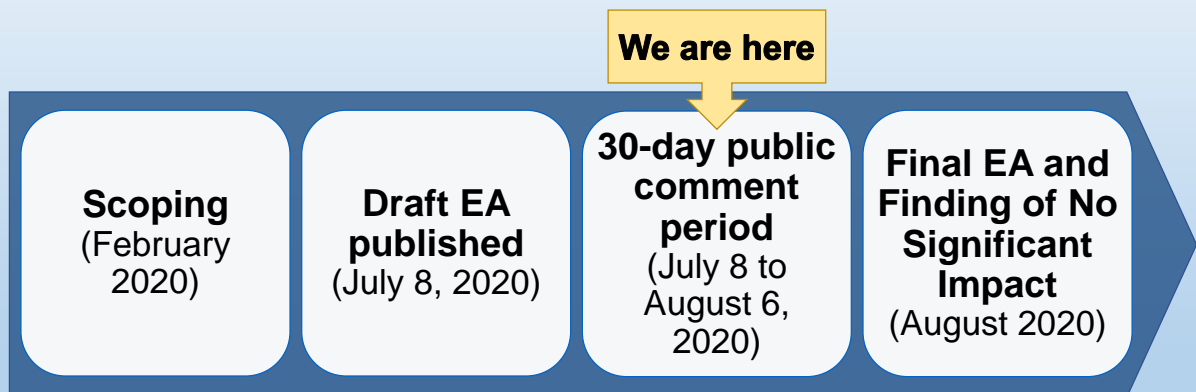 We are here
Scoping
(February
2020)
Draft EA
published
(July 8, 2020)
30-day public
comment
period
(July 8 to
August 6,
2020)
Final EA and
Finding of No
Significant
Impact
(August 2020)